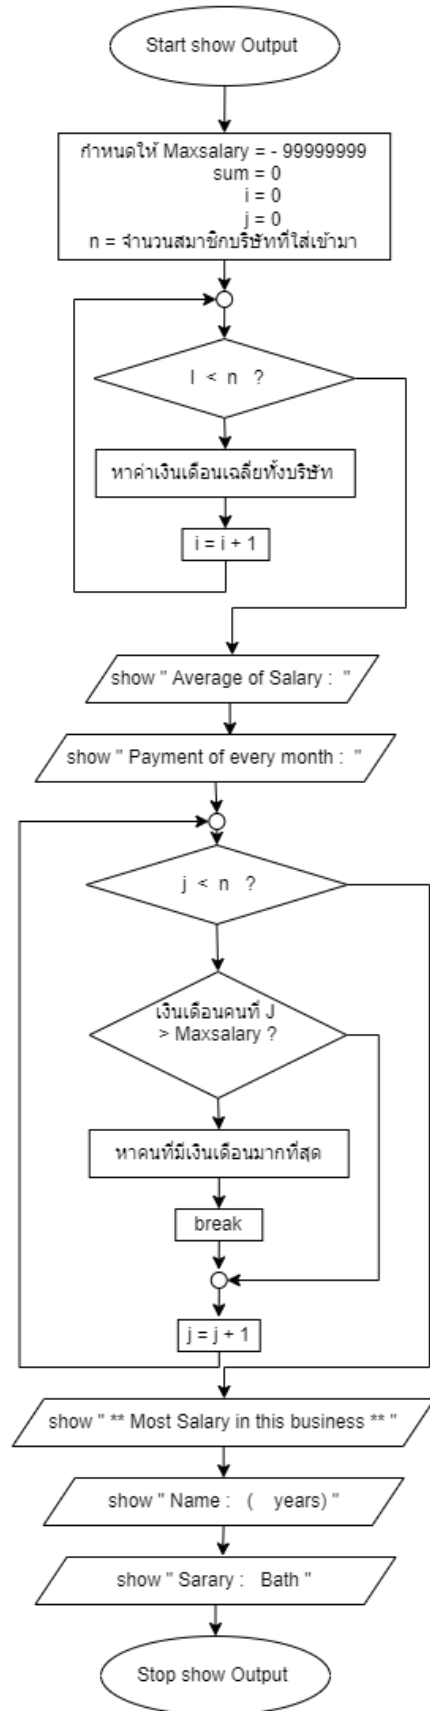 Start show Output
กำหนดให้ Maxsalary = - 99999999
sum = 0
i = 0
j = 0
n = จำนวนสมาชิกบริษัทที่ใส่เข้ามา
I < n ?
หาค่าเงินเดือนเฉลี่ยทั้งบริษัท
i = i + 1
show " Average of Salary : "
show " Payment of every month : "
j < n ?
เงินเดือนคนที่ J
> Maxsalary ?
หาคนที่มีเงินเดือนมากที่สุด
break
j = j + 1
show " ** Most Salary in this business ** "
show " Name : ( years) "
show " Sarary : Bath "
Stop show Output